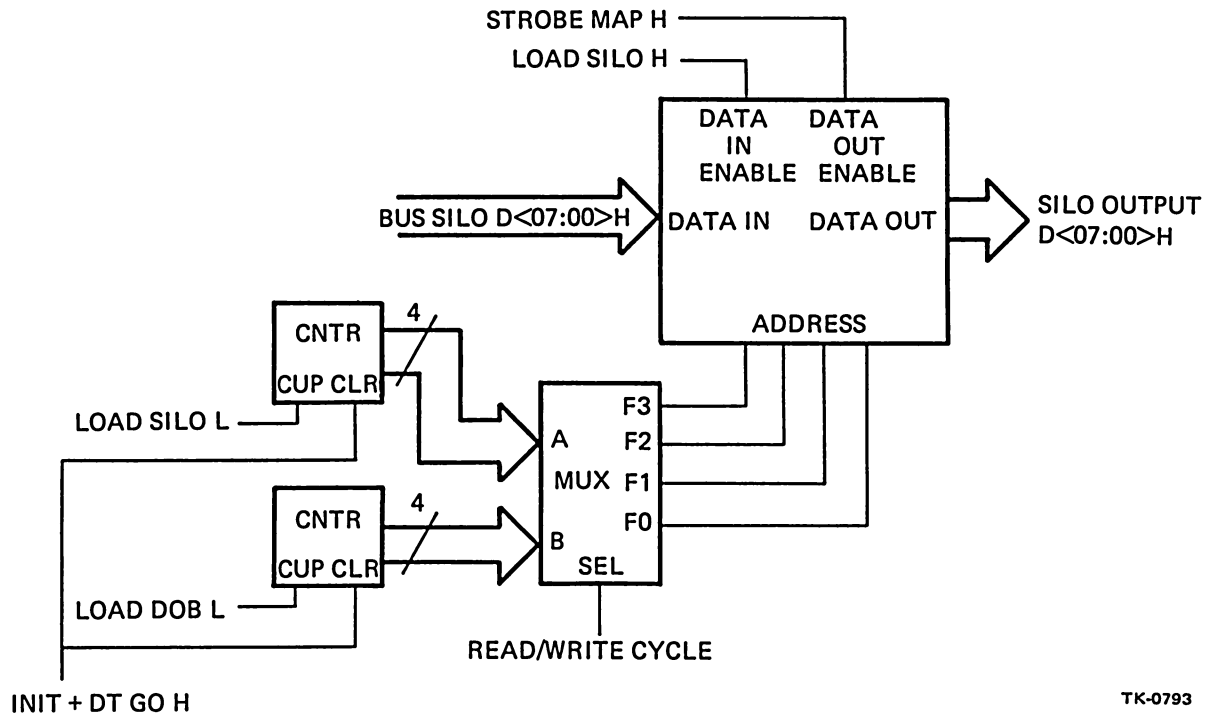 STROBE MAP H
LOAD SILO H
DATA IN ENABLE
DATA OUT ENABLE
BUS SILO D<07:00>H
DATA IN
DATA OUT
SILO OUTPUT
D<07:00>H
ADDRESS
4
CNTR
CUP CLR
LOAD SILO L
A
MUX
F3
F2
F1
F0
4
CNTR
CUP CLR
B
SEL
LOAD DOB L
READ/WRITE CYCLE
INIT + DT GO H
TK-0793